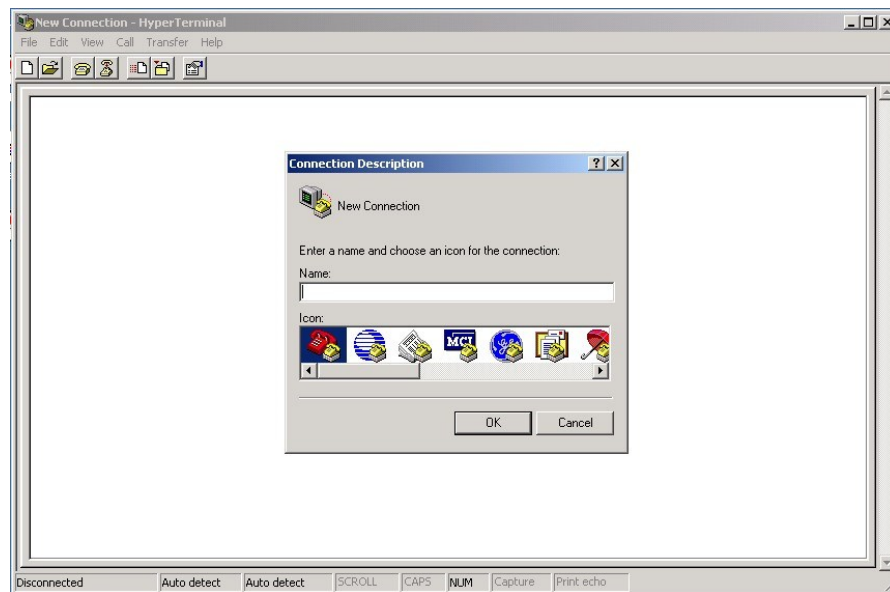 New Connection - HyperTerminal
File Edit View Call Transfer Help
Connection Description
New Connection
Enter a name and choose an icon for the connection:
Name:
Icon:
MCI
OK Cancel
Disconnected Auto detect Auto detect SCROLL CAPS NUM Capture Print echo